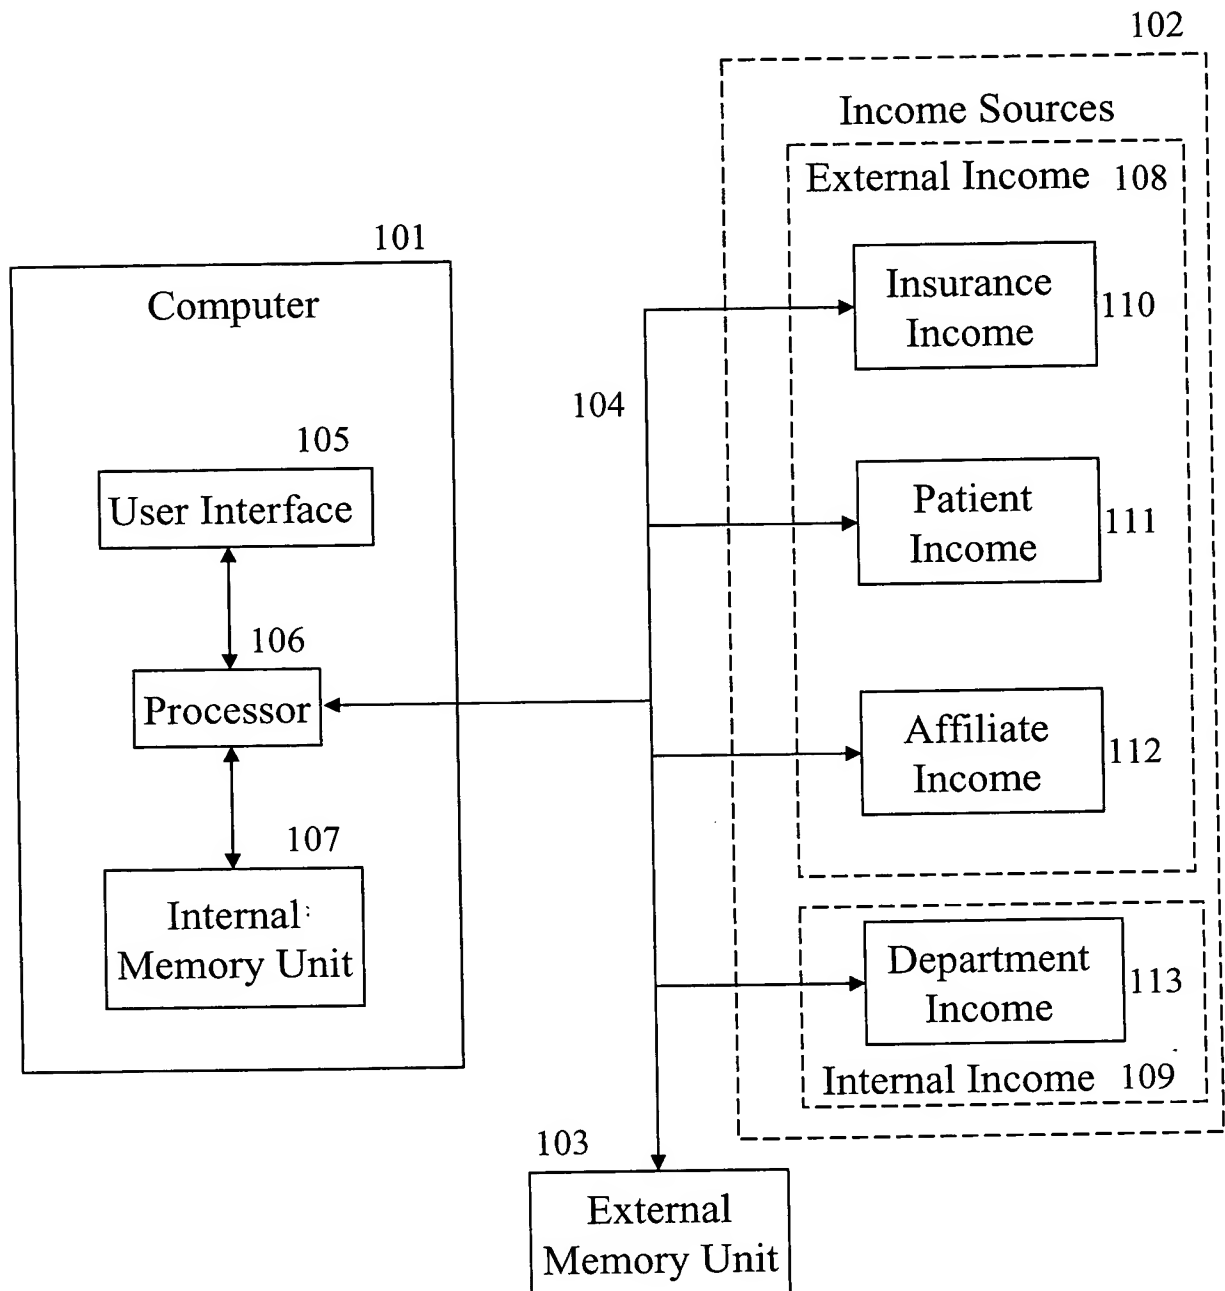 102
Income Sources
External Income 108
Insurance
Income
110
104
Patient
Income
111
Affiliate
Income
112
Department
Income
113
Internal Income 109
101
Computer
105
User Interface
106
Processor
107
Internal
Memory Unit
103
External
Memory Unit